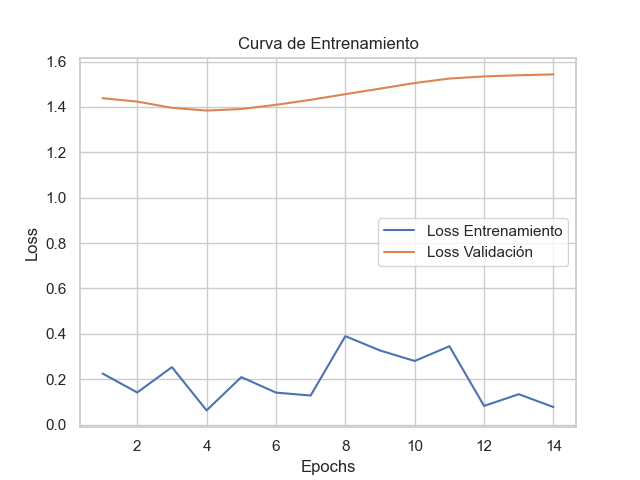 Curva de Entrenamiento
1.6
1.4
1.2
1.0
0.8
0.6
0.4
0.2
0.0
Loss
Loss Entrenamiento
Loss Validación
2 4 6 8 10 12 14
Epochs